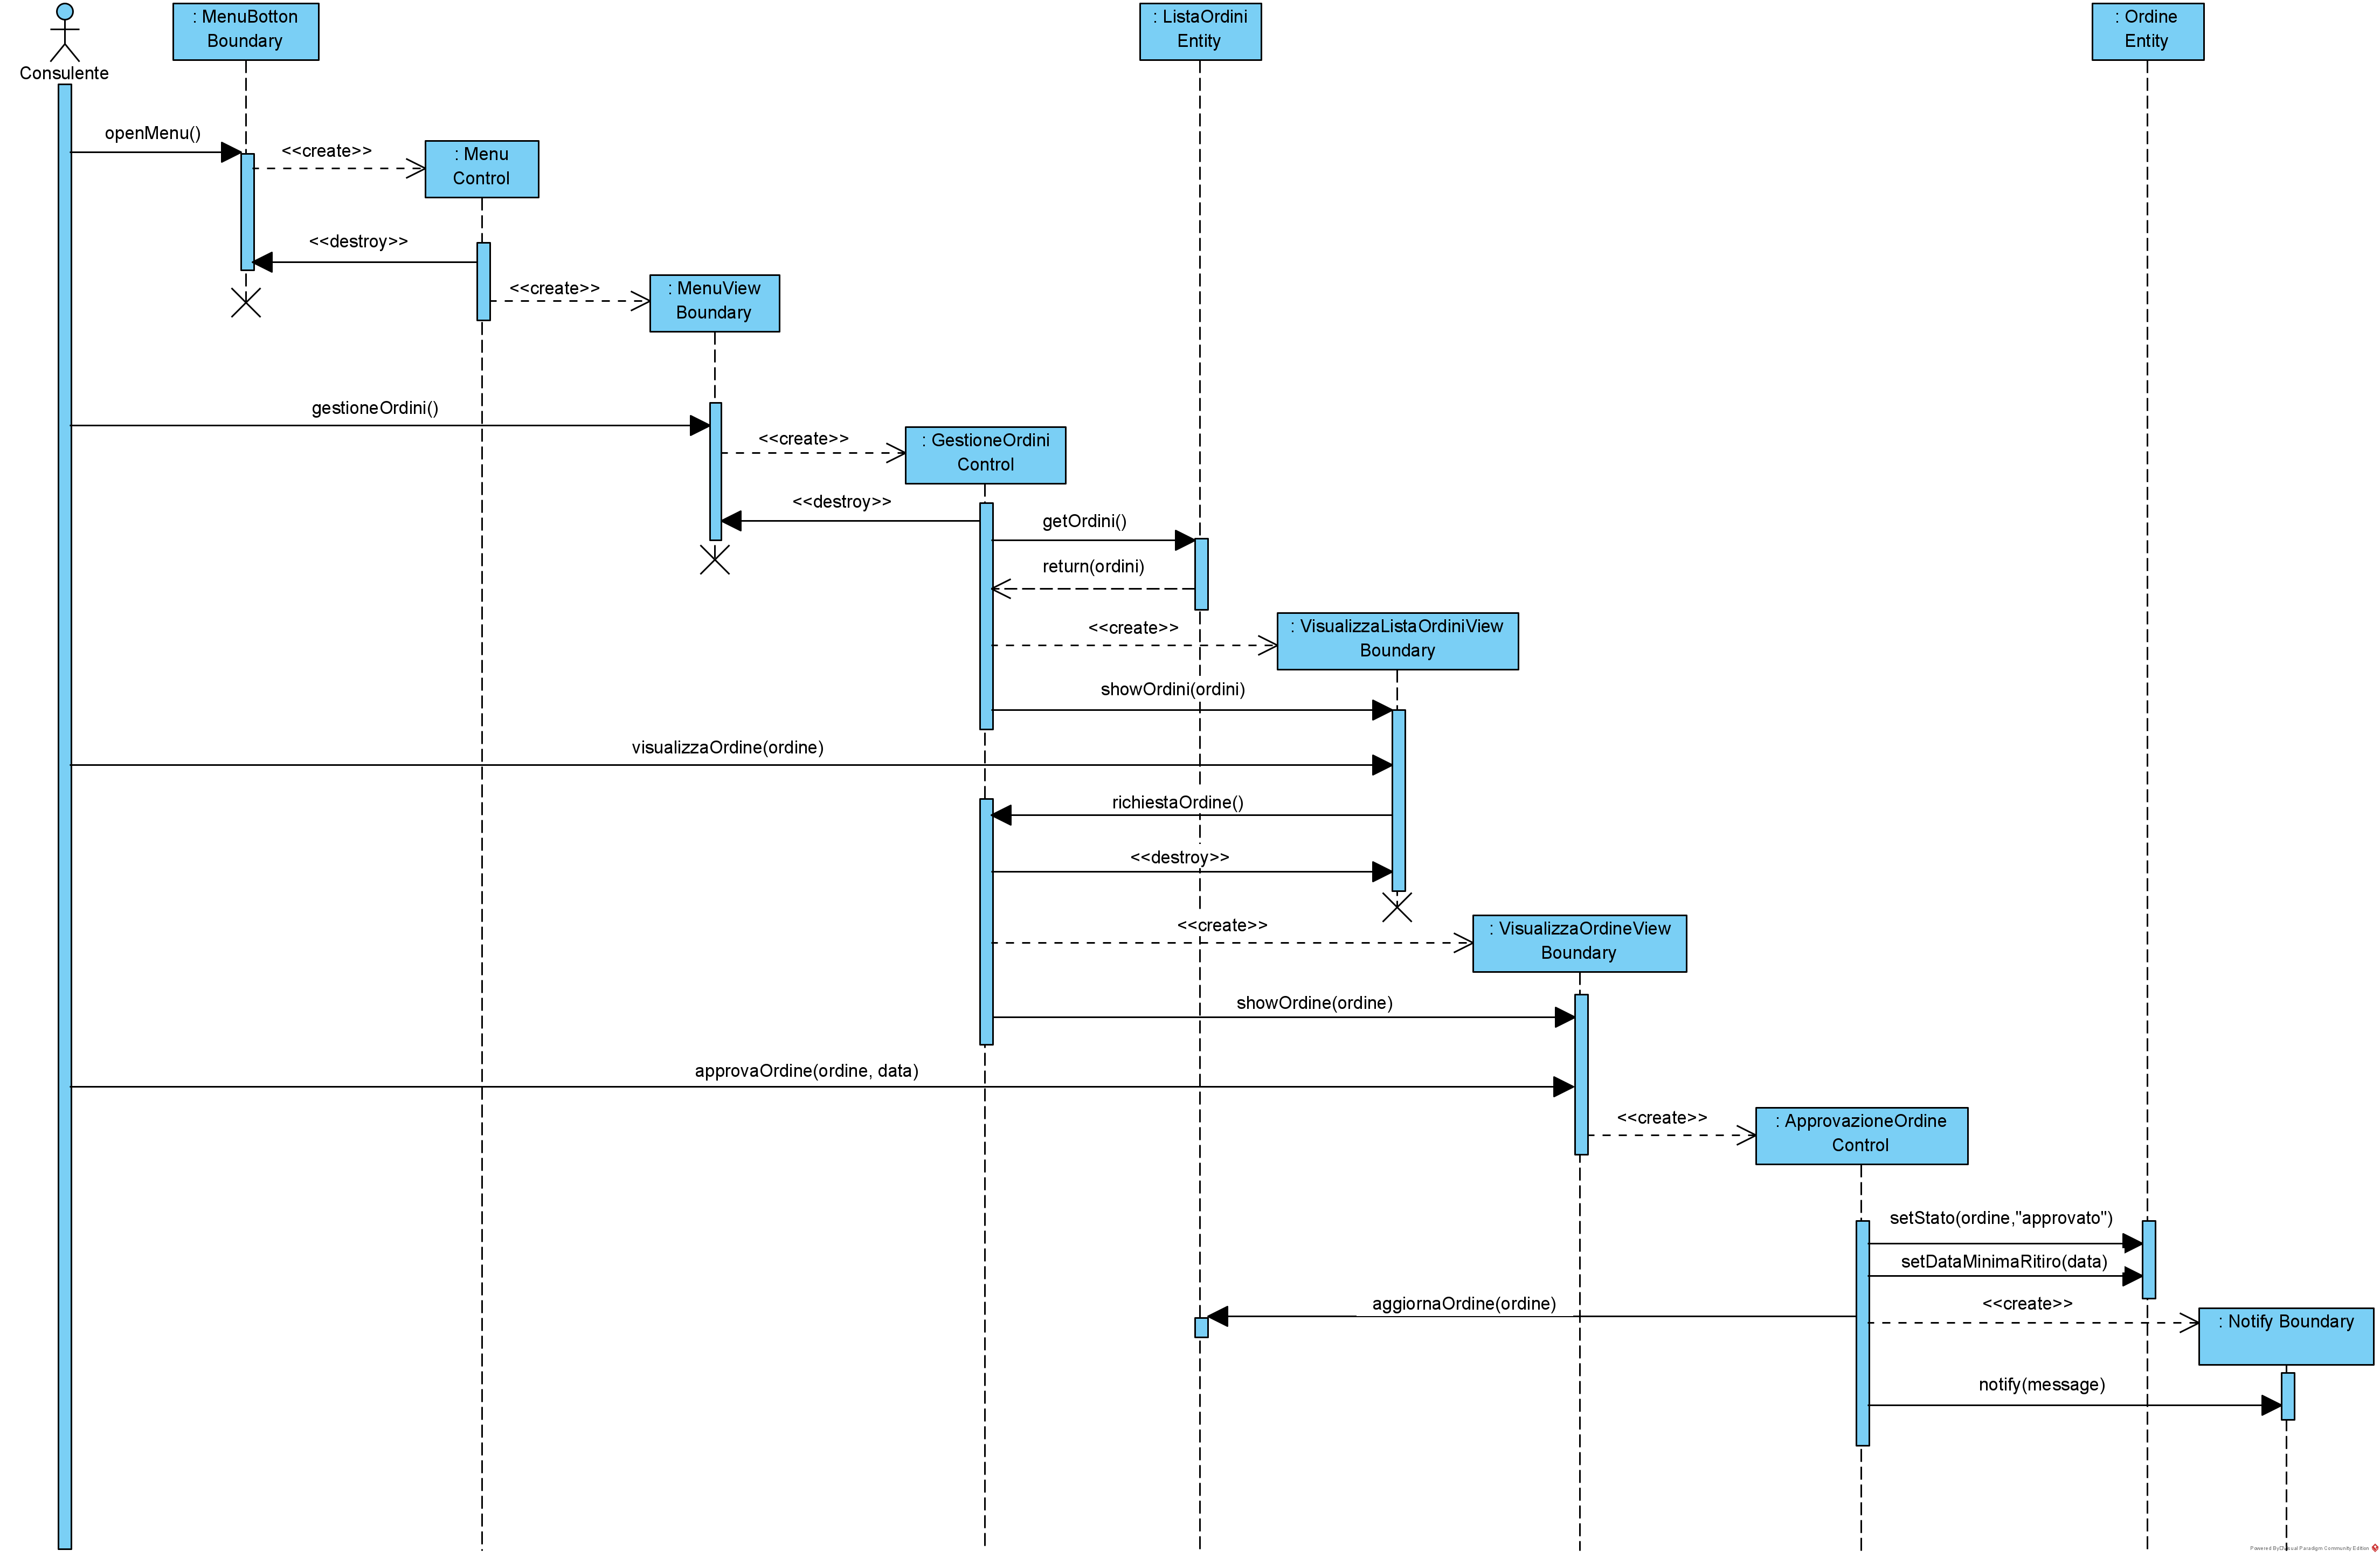 : MenuBotton
Boundary
: ListaOrdini
Entity
: Ordine
Entity
Consulente
openMenu()
<<create>>
: Menu
Control
<<destroy>>
<<create>>
: MenuView
Boundary
gestioneOrdini()
<<create>>
: GestioneOrdini
Control
<<destroy>>
getOrdini()
return(ordini)
<<create>>
: VisualizzaListaOrdiniView
Boundary
showOrdini(ordini)
visualizzaOrdine(ordine)
richiestaOrdine()
<<destroy>>
<<create>>
: VisualizzaOrdineView
Boundary
showOrdine(ordine)
approvaOrdine(ordine, data)
<<create>>
: ApprovazioneOrdine
Control
setStato(ordine,"approvato")
setDataMinimaRitiro(data)
aggiornaOrdine(ordine)
<<create>>
: Notify Boundary
notify(message)
Powered By Visual Paradigm Community Edition